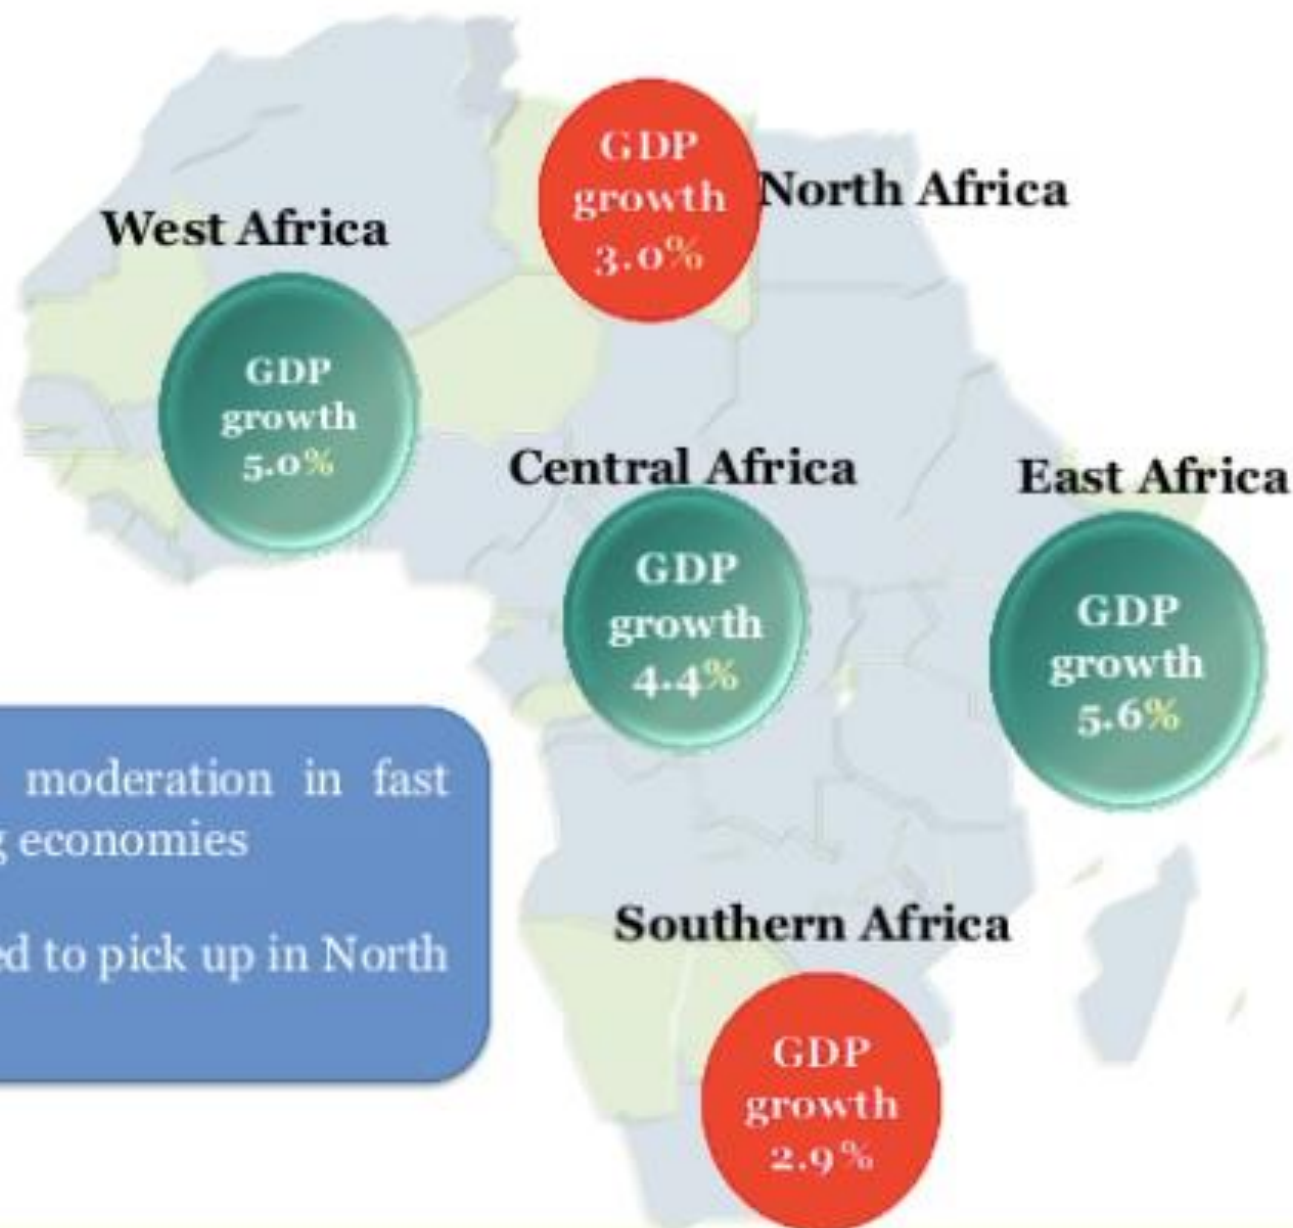 GDP
growth
3.0%
North Africa
West Africa
GDP
growth
5.0%
Central Africa
GDP
growth
4.4%
East Africa
GDP
growth
5.6%
moderation in fast
economies
to pick up in North
Southern Africa
GDP
growth
2.9%